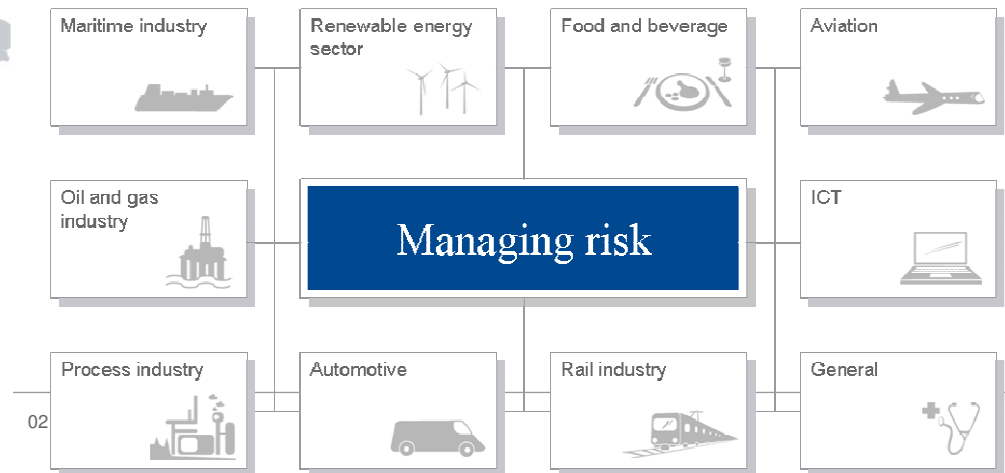 Maritime industry
Renewable energy
sector
Food and beverage
Aviation
Oil and gas
industry
Managing risk
ICT
Process industry
Automotive
Rail industry
General
02